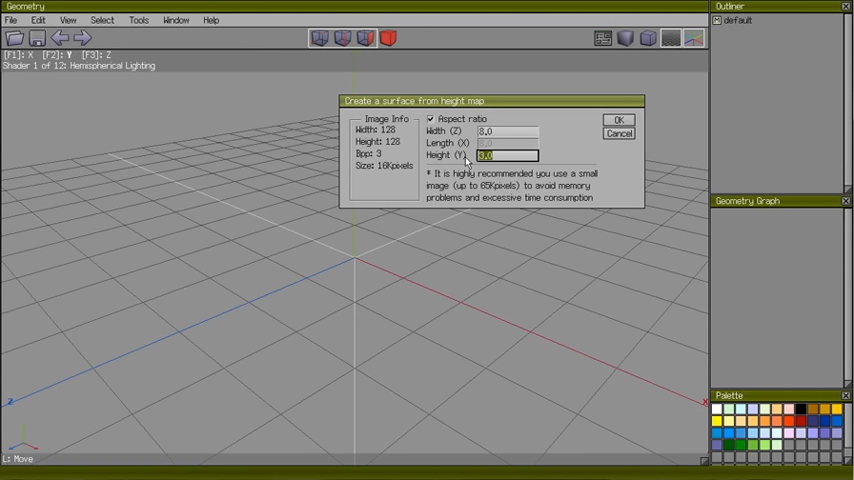 Geometry
File Edit View Select Tools Window Help
[F1]: X [F2]: Y [F3]: Z
Shader 1 of 12: Hemispherical Lighting
Create a surface from height map
Image Info
Width: 128
Height: 128
Bpp: 3
Size: 16Kpixels
Aspect ratio
Width (Z) 8.0
Length (X) 8.0
Height (Y) 3.0
* It is highly recommended you use a small
image (up to 65Kpixels) to avoid memory
problems and excessive time consumption
OK
Cancel
Z
X
L: Move
Outliner
default
Geometry Graph
Palette